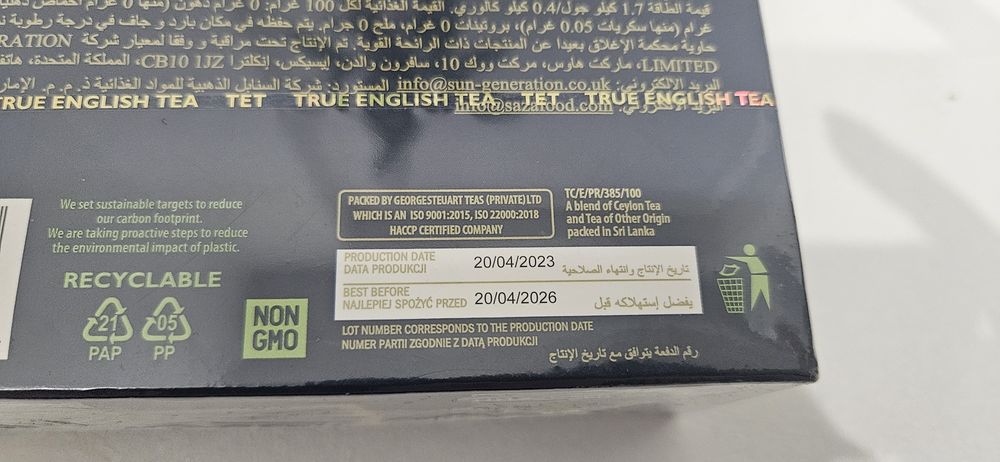 قيمة الطاقة 1.7 كيلو جول/0.4 كيلو كالوري. القيمة الغذائية لكل 100 غرام: 0 غرام دهون (منها 0 غرام أحماض
غرام (منها سكريات 0.05 غرام)، بروتينات 0 غرام، ملح 0 جرام. يتم حفظه في مكان بارد و جاف في درجة رطوبة
حاوية محكمة الإغلاق بعيدا عن المنتجات ذات الرائحة القوية. تم الإنتاج تحت مراقبة و وفقا لمعيار شركة ERATION
LIMITED، ماركت هاوس، مركت روك 10، سافرون والدن، إيسيكس، إنكلترا CB10 1JZ، المملكة المتحدة،
البريد الالكتروني: info@sun-generation.co.uk المستورد: شركة السنابل الذهبية للمواد الغذائية ذ. م. م.
TRUE ENGLISH TEA TET TRUE ENGLISH TEA TET TRUE ENGLISH TEA
info@sazafood.com
We set sustainable targets to reduce
our carbon footprint.
We are taking proactive steps to reduce
the environmental impact of plastic.
RECYCLABLE
21 05
PAP PP
NON
GMO
PACKED BY GEORGESTEUART TEAS (PRIVATE) LTD
WHICH IS AN ISO 9001:2015, ISO 22000:2018
HACCP CERTIFIED COMPANY
TC/E/PR/385/100
A blend of Ceylon Tea
and Tea of Other Origin
packed in Sri Lanka
PRODUCTION DATE
DATA PRODUKCJI 20/04/2023 تاريخ الإنتاج وانتهاء الصلاحية
BEST BEFORE
NAJLEPIEJ SPOŻYĆ PRZED 20/04/2026 يفضل إستهلاكه قبل
LOT NUMBER CORRESPONDS TO THE PRODUCTION DATE
NUMER PARTII ZGODNIE Z DATĄ PRODUKCJI
رقم الدفعة يتوافق مع تاريخ الإنتاج